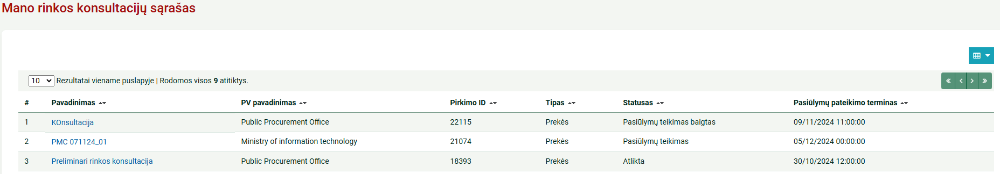 Mano rinkos konsultacijų sąrašas
10 Rezultatai viename puslapyje | Rodomos visos 9 atitiktys.
# Pavadinimas PV pavadinimas Pirkimo ID Tipas Statusas Pasiūlymų pateikimo terminas
1 KOnsultacija Public Procurement Office 22115 Prekės Pasiūlymų teikimas baigtas 09/11/2024 11:00:00
2 PMC 071124_01 Ministry of information technology 21074 Prekės Pasiūlymų teikimas 05/12/2024 00:00:00
3 Preliminari rinkos konsultacija Public Procurement Office 18393 Prekės Atlikta 30/10/2024 12:00:00